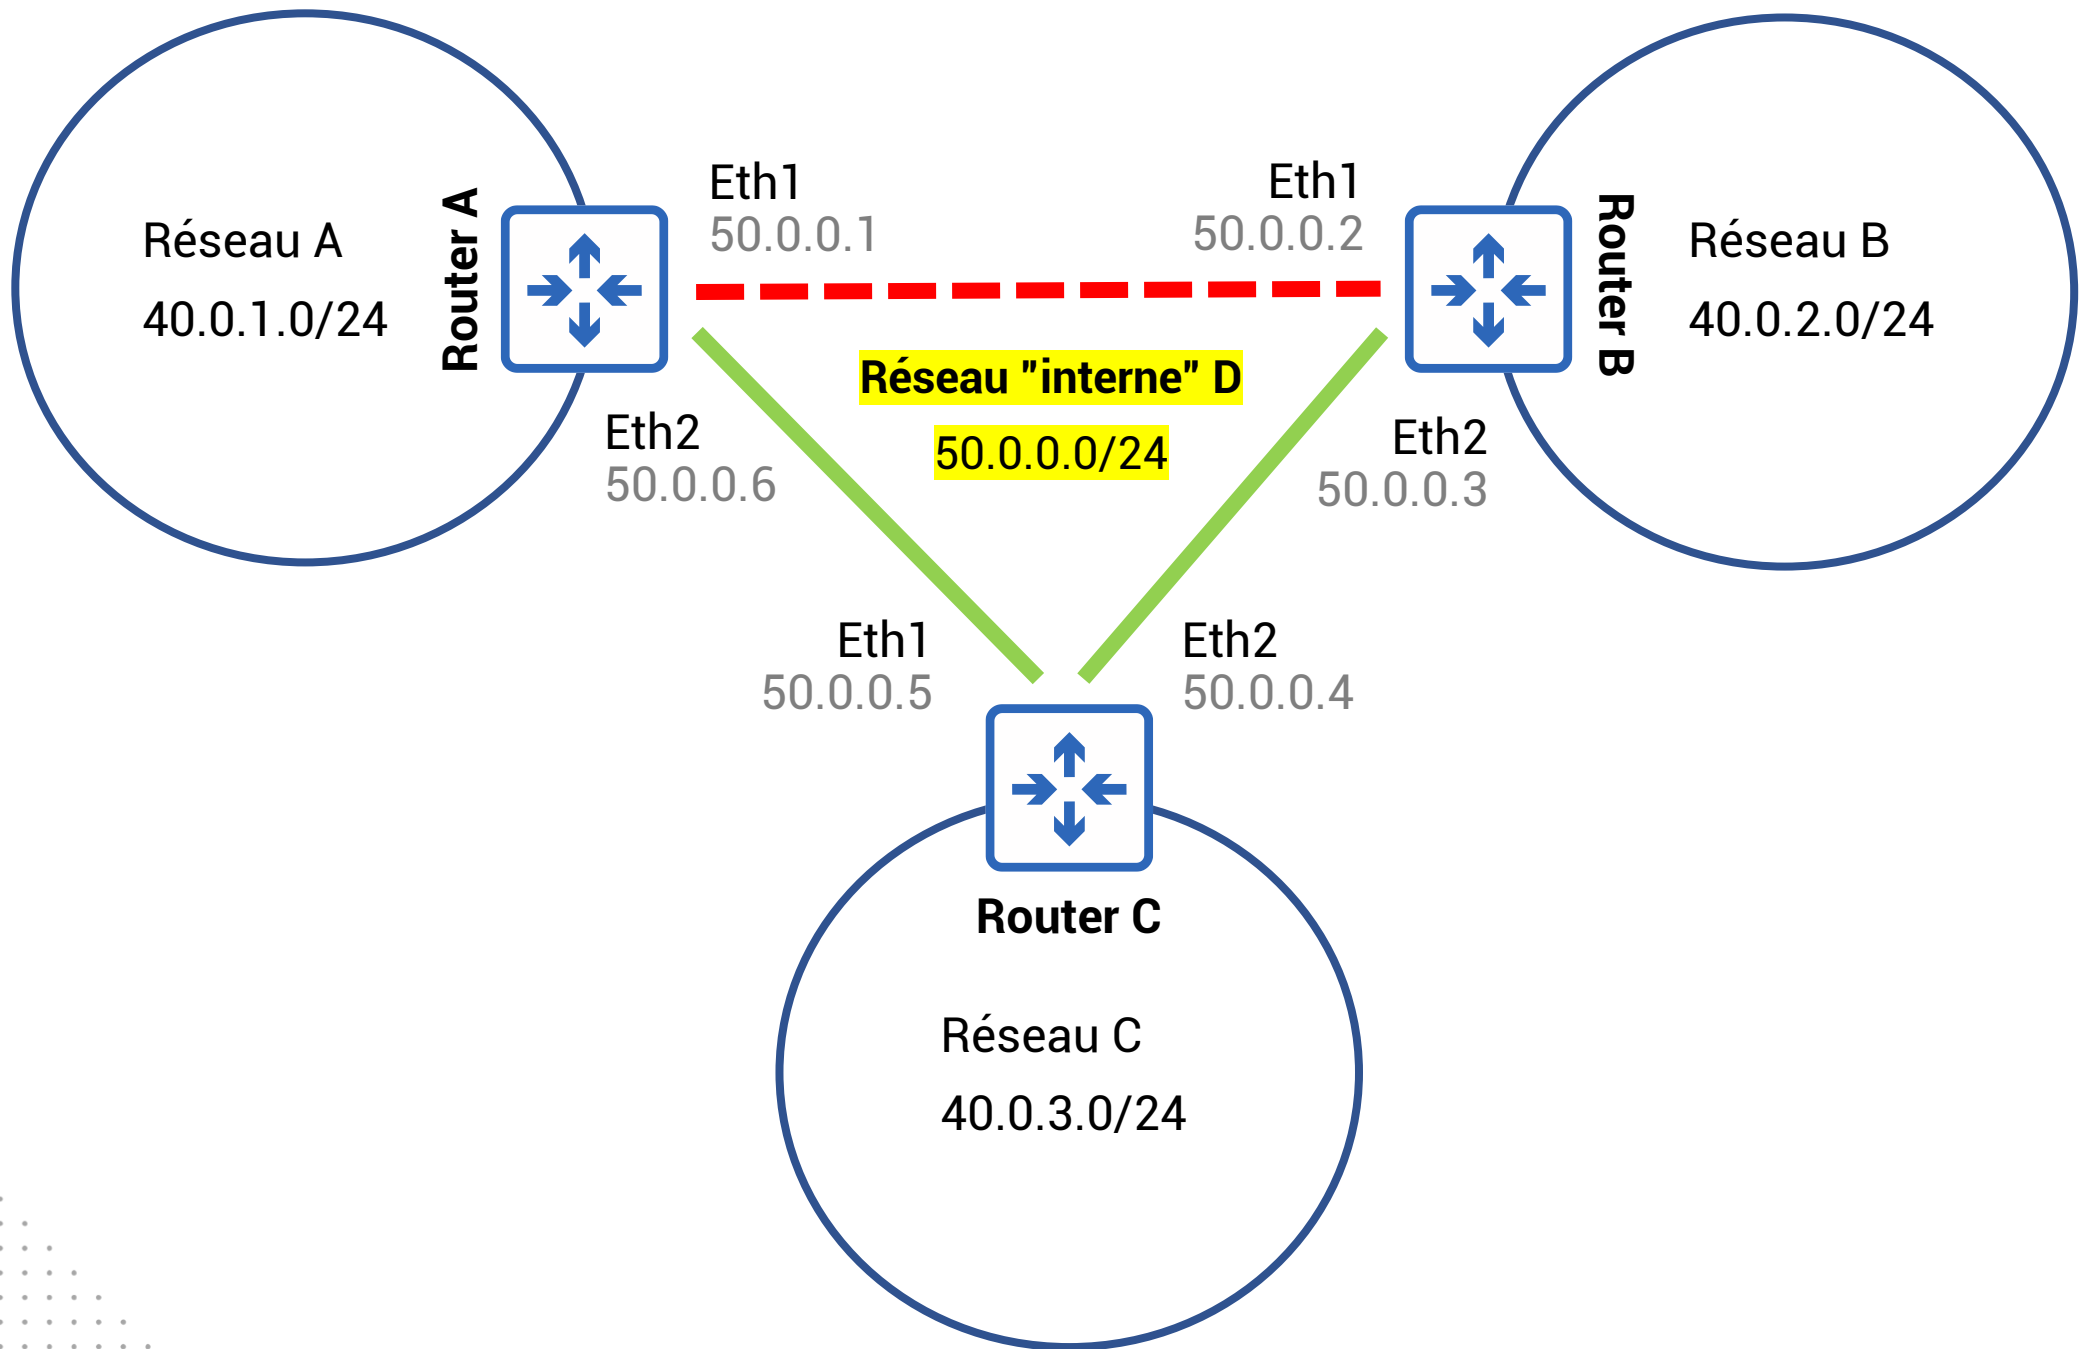 Réseau A
40.0.1.0/24
Router A
Eth1
50.0.0.1
Eth1
50.0.0.2
Router B
Réseau B
40.0.2.0/24
Réseau "interne" D
50.0.0.0/24
Eth2
50.0.0.6
Eth2
50.0.0.3
Eth1
50.0.0.5
Eth2
50.0.0.4
Router C
Réseau C
40.0.3.0/24